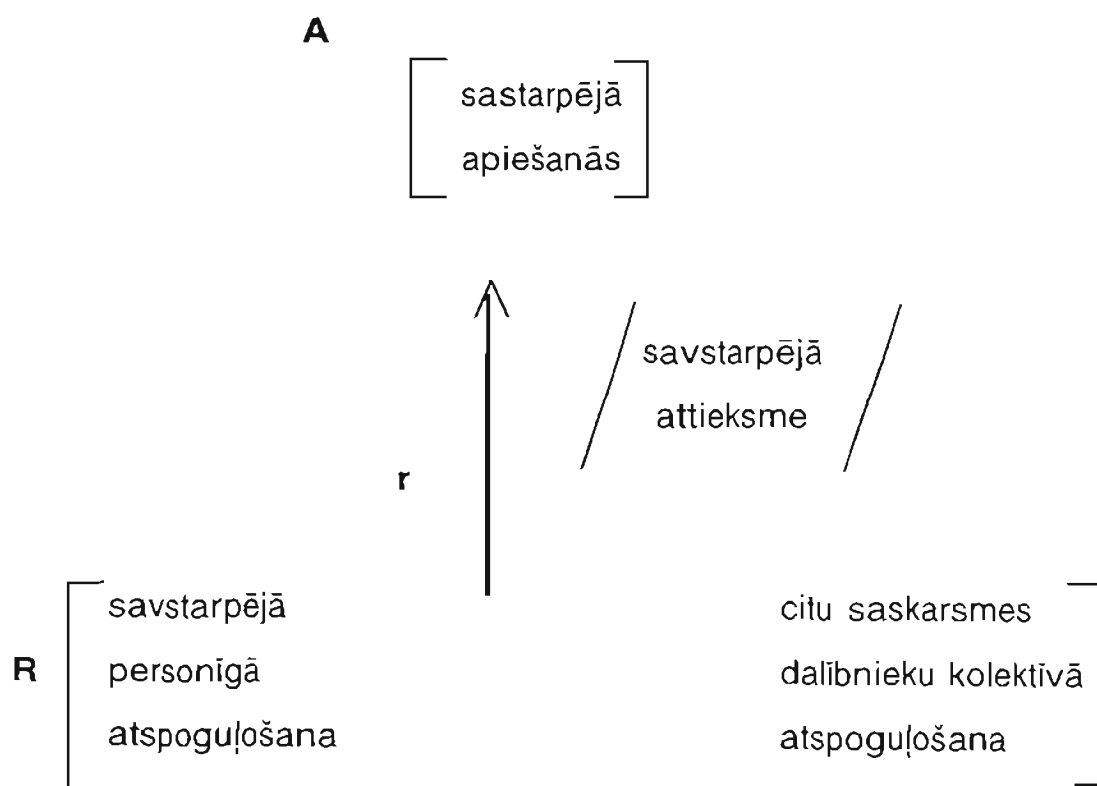 A
sastarpējā
apiešanās
savstarpējā
attieksme
r
savstarpējā
R personīgā
atspoguļošana
citu saskarsmes
dalībnieku kolektīvā
atspoguļošana